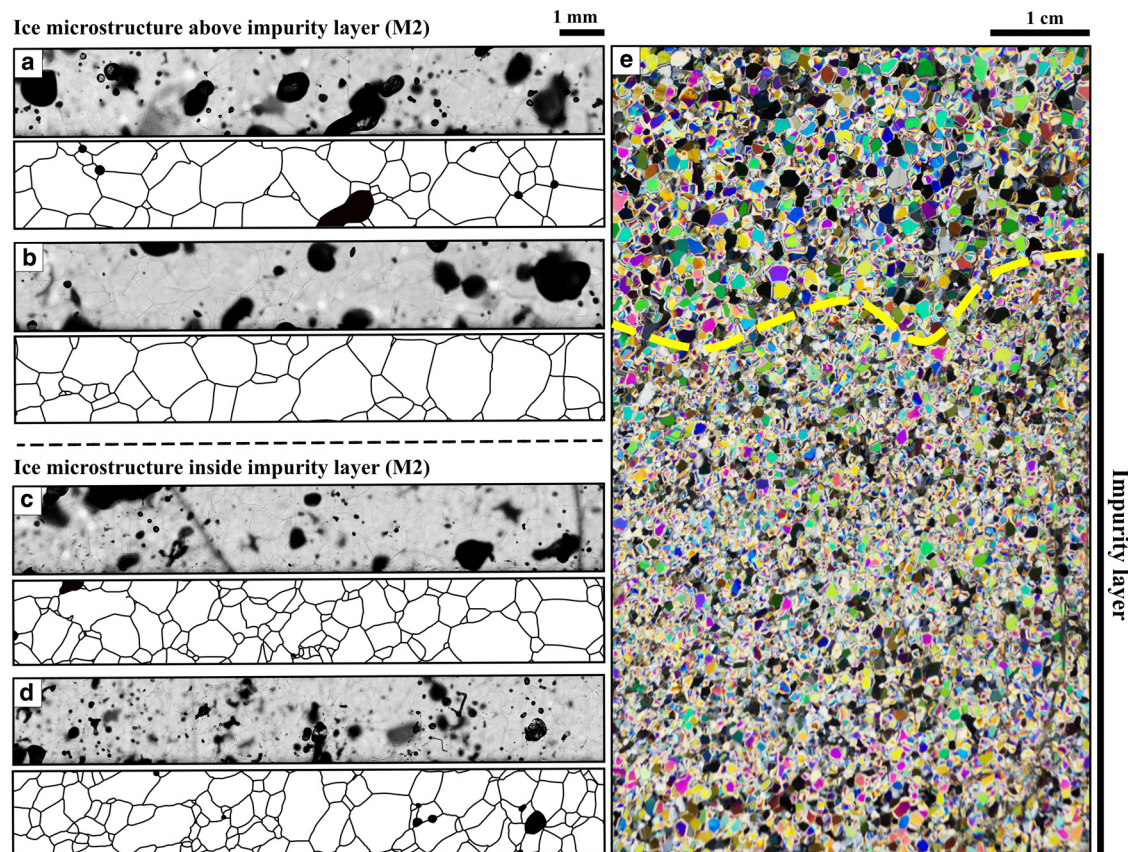 Ice microstructure above impurity layer (M2)
1 mm
1 cm
a
e
b
Ice microstructure inside impurity layer (M2)
c
d
Impurity layer